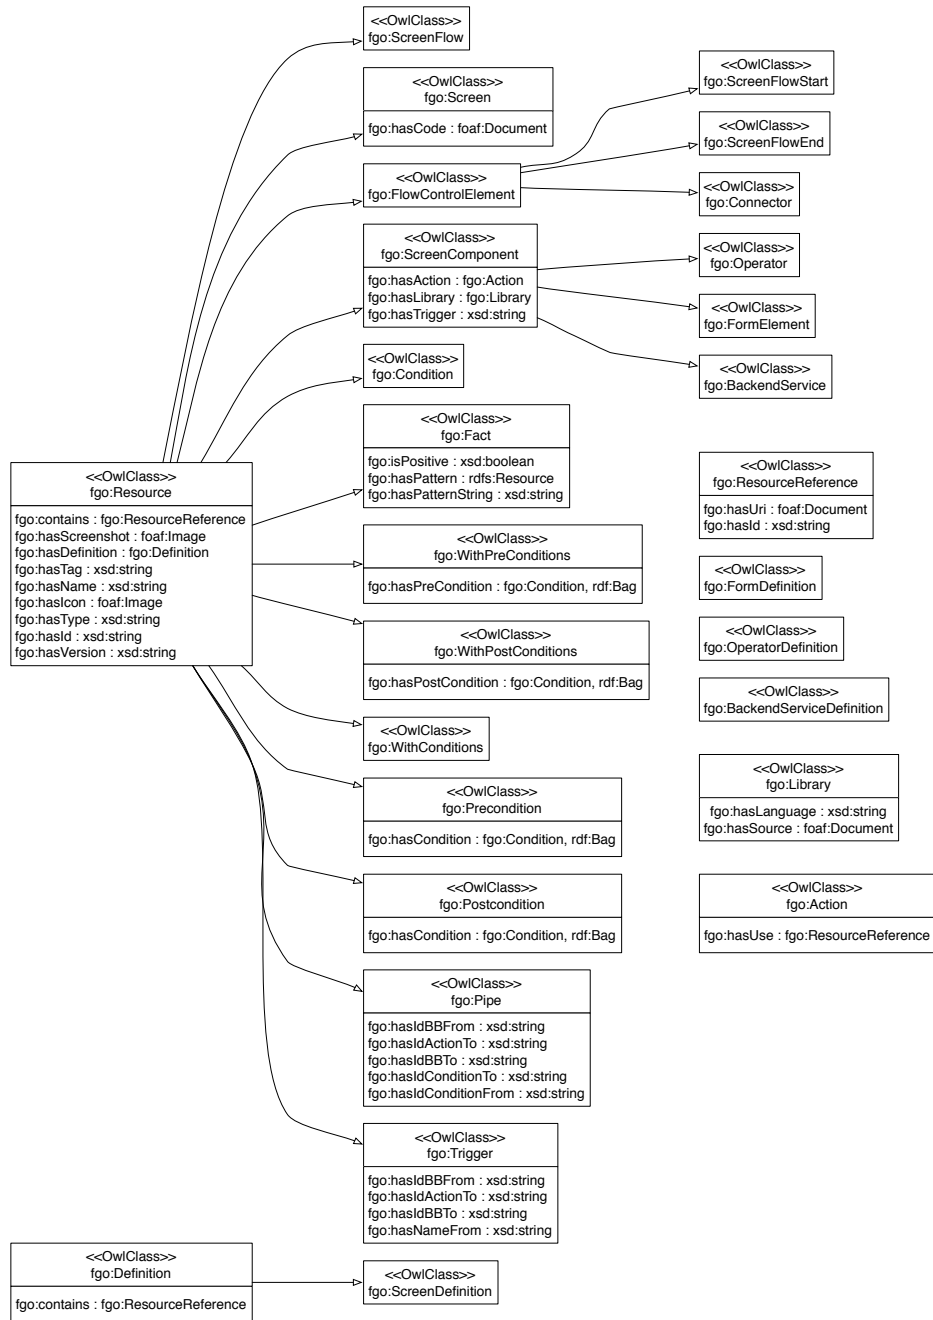 <<OwlClass>>
fgo:ScreenFlow
<<OwlClass>>
fgo:Screen
fgo:hasCode : foaf:Document
<<OwlClass>>
fgo:FlowControlElement
<<OwlClass>>
fgo:ScreenComponent
fgo:hasAction : fgo:Action
fgo:hasLibrary : fgo:Library
fgo:hasTrigger : xsd:string
<<OwlClass>>
fgo:Condition
<<OwlClass>>
fgo:Fact
fgo:isPositive : xsd:boolean
fgo:hasPattern : rdfs:Resource
fgo:hasPatternString : xsd:string
<<OwlClass>>
fgo:WithPreConditions
fgo:hasPreCondition : fgo:Condition, rdf:Bag
<<OwlClass>>
fgo:WithPostConditions
fgo:hasPostCondition : fgo:Condition, rdf:Bag
<<OwlClass>>
fgo:WithConditions
<<OwlClass>>
fgo:Precondition
fgo:hasCondition : fgo:Condition, rdf:Bag
<<OwlClass>>
fgo:Postcondition
fgo:hasCondition : fgo:Condition, rdf:Bag
<<OwlClass>>
fgo:Pipe
fgo:hasIdBBFrom : xsd:string
fgo:hasIdActionTo : xsd:string
fgo:hasIdBBTo : xsd:string
fgo:hasIdConditionTo : xsd:string
fgo:hasIdConditionFrom : xsd:string
<<OwlClass>>
fgo:Trigger
fgo:hasIdBBFrom : xsd:string
fgo:hasIdActionTo : xsd:string
fgo:hasIdBBTo : xsd:string
fgo:hasNameFrom : xsd:string
<<OwlClass>>
fgo:ScreenDefinition
<<OwlClass>>
fgo:Resource
fgo:contains : fgo:ResourceReference
fgo:hasScreenshot : foaf:Image
fgo:hasDefinition : fgo:Definition
fgo:hasTag : xsd:string
fgo:hasName : xsd:string
fgo:hasIcon : foaf:Image
fgo:hasType : xsd:string
fgo:hasId : xsd:string
fgo:hasVersion : xsd:string
<<OwlClass>>
fgo:Definition
fgo:contains : fgo:ResourceReference
<<OwlClass>>
fgo:ScreenFlowStart
<<OwlClass>>
fgo:ScreenFlowEnd
<<OwlClass>>
fgo:Connector
<<OwlClass>>
fgo:Operator
<<OwlClass>>
fgo:FormElement
<<OwlClass>>
fgo:BackendService
<<OwlClass>>
fgo:ResourceReference
fgo:hasUri : foaf:Document
fgo:hasId : xsd:string
<<OwlClass>>
fgo:FormDefinition
<<OwlClass>>
fgo:OperatorDefinition
<<OwlClass>>
fgo:BackendServiceDefinition
<<OwlClass>>
fgo:Library
fgo:hasLanguage : xsd:string
fgo:hasSource : foaf:Document
<<OwlClass>>
fgo:Action
fgo:hasUse : fgo:ResourceReference